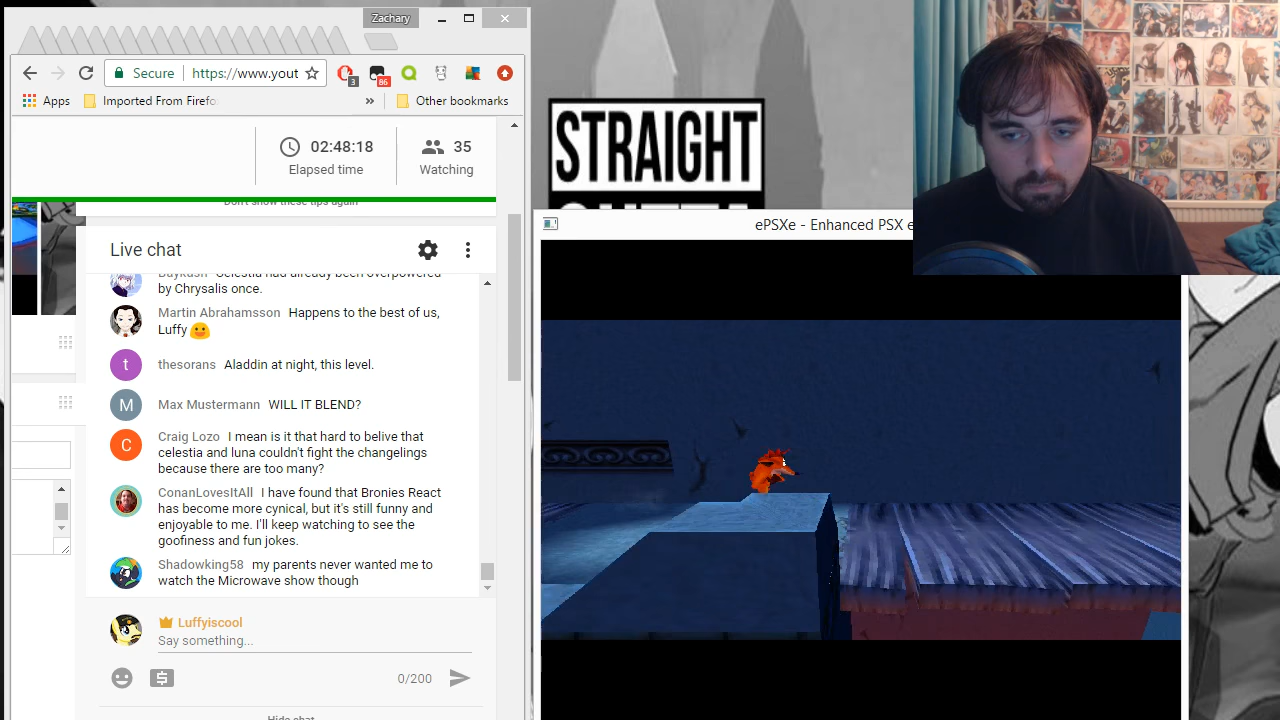 Zachary
Secure
https://www.yout
3
86
Apps
Imported From Firefo
»
Other bookmarks
02:48:18
35
Elapsed time
Watching
Don't show these tips again
Live chat
Celestia had already been overpowered
by Chrysalis once.
Martin Abrahamsson Happens to the best of us,
Luffy
t
thesorans Aladdin at night, this level.
M
Max Mustermann WILL IT BLEND?
C
Craig Lozo I mean is it that hard to belive that
celestia and luna couldn't fight the changelings
because there are too many?
ConanLovesItAll I have found that Bronies React
has become more cynical, but it's still funny and
enjoyable to me. I'll keep watching to see the
goofiness and fun jokes.
Shadowking58 my parents never wanted me to
watch the Microwave show though
Luffyiscool
Say something...
0/200
Hide chat
STRAIGHT
ePSXe - Enhanced PSX e